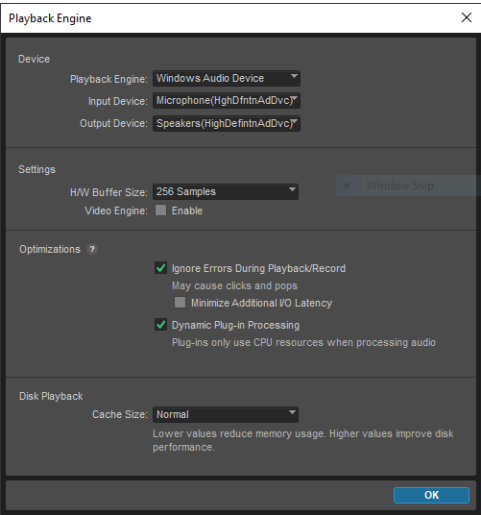 Playback Engine
Device
Playback Engine: Windows Audio Device
Input Device: Microphone(HghDfntnAdDvc)
Output Device: Speakers(HighDefintnAdDvc)
Settings
H/W Buffer Size: 256 Samples
Window Snip
Video Engine: Enable
Optimizations ?
Ignore Errors During Playback/Record
May cause clicks and pops
Minimize Additional I/O Latency
Dynamic Plug-in Processing
Plug-ins only use CPU resources when processing audio
Disk Playback
Cache Size: Normal
Lower values reduce memory usage. Higher values improve disk
performance.
OK